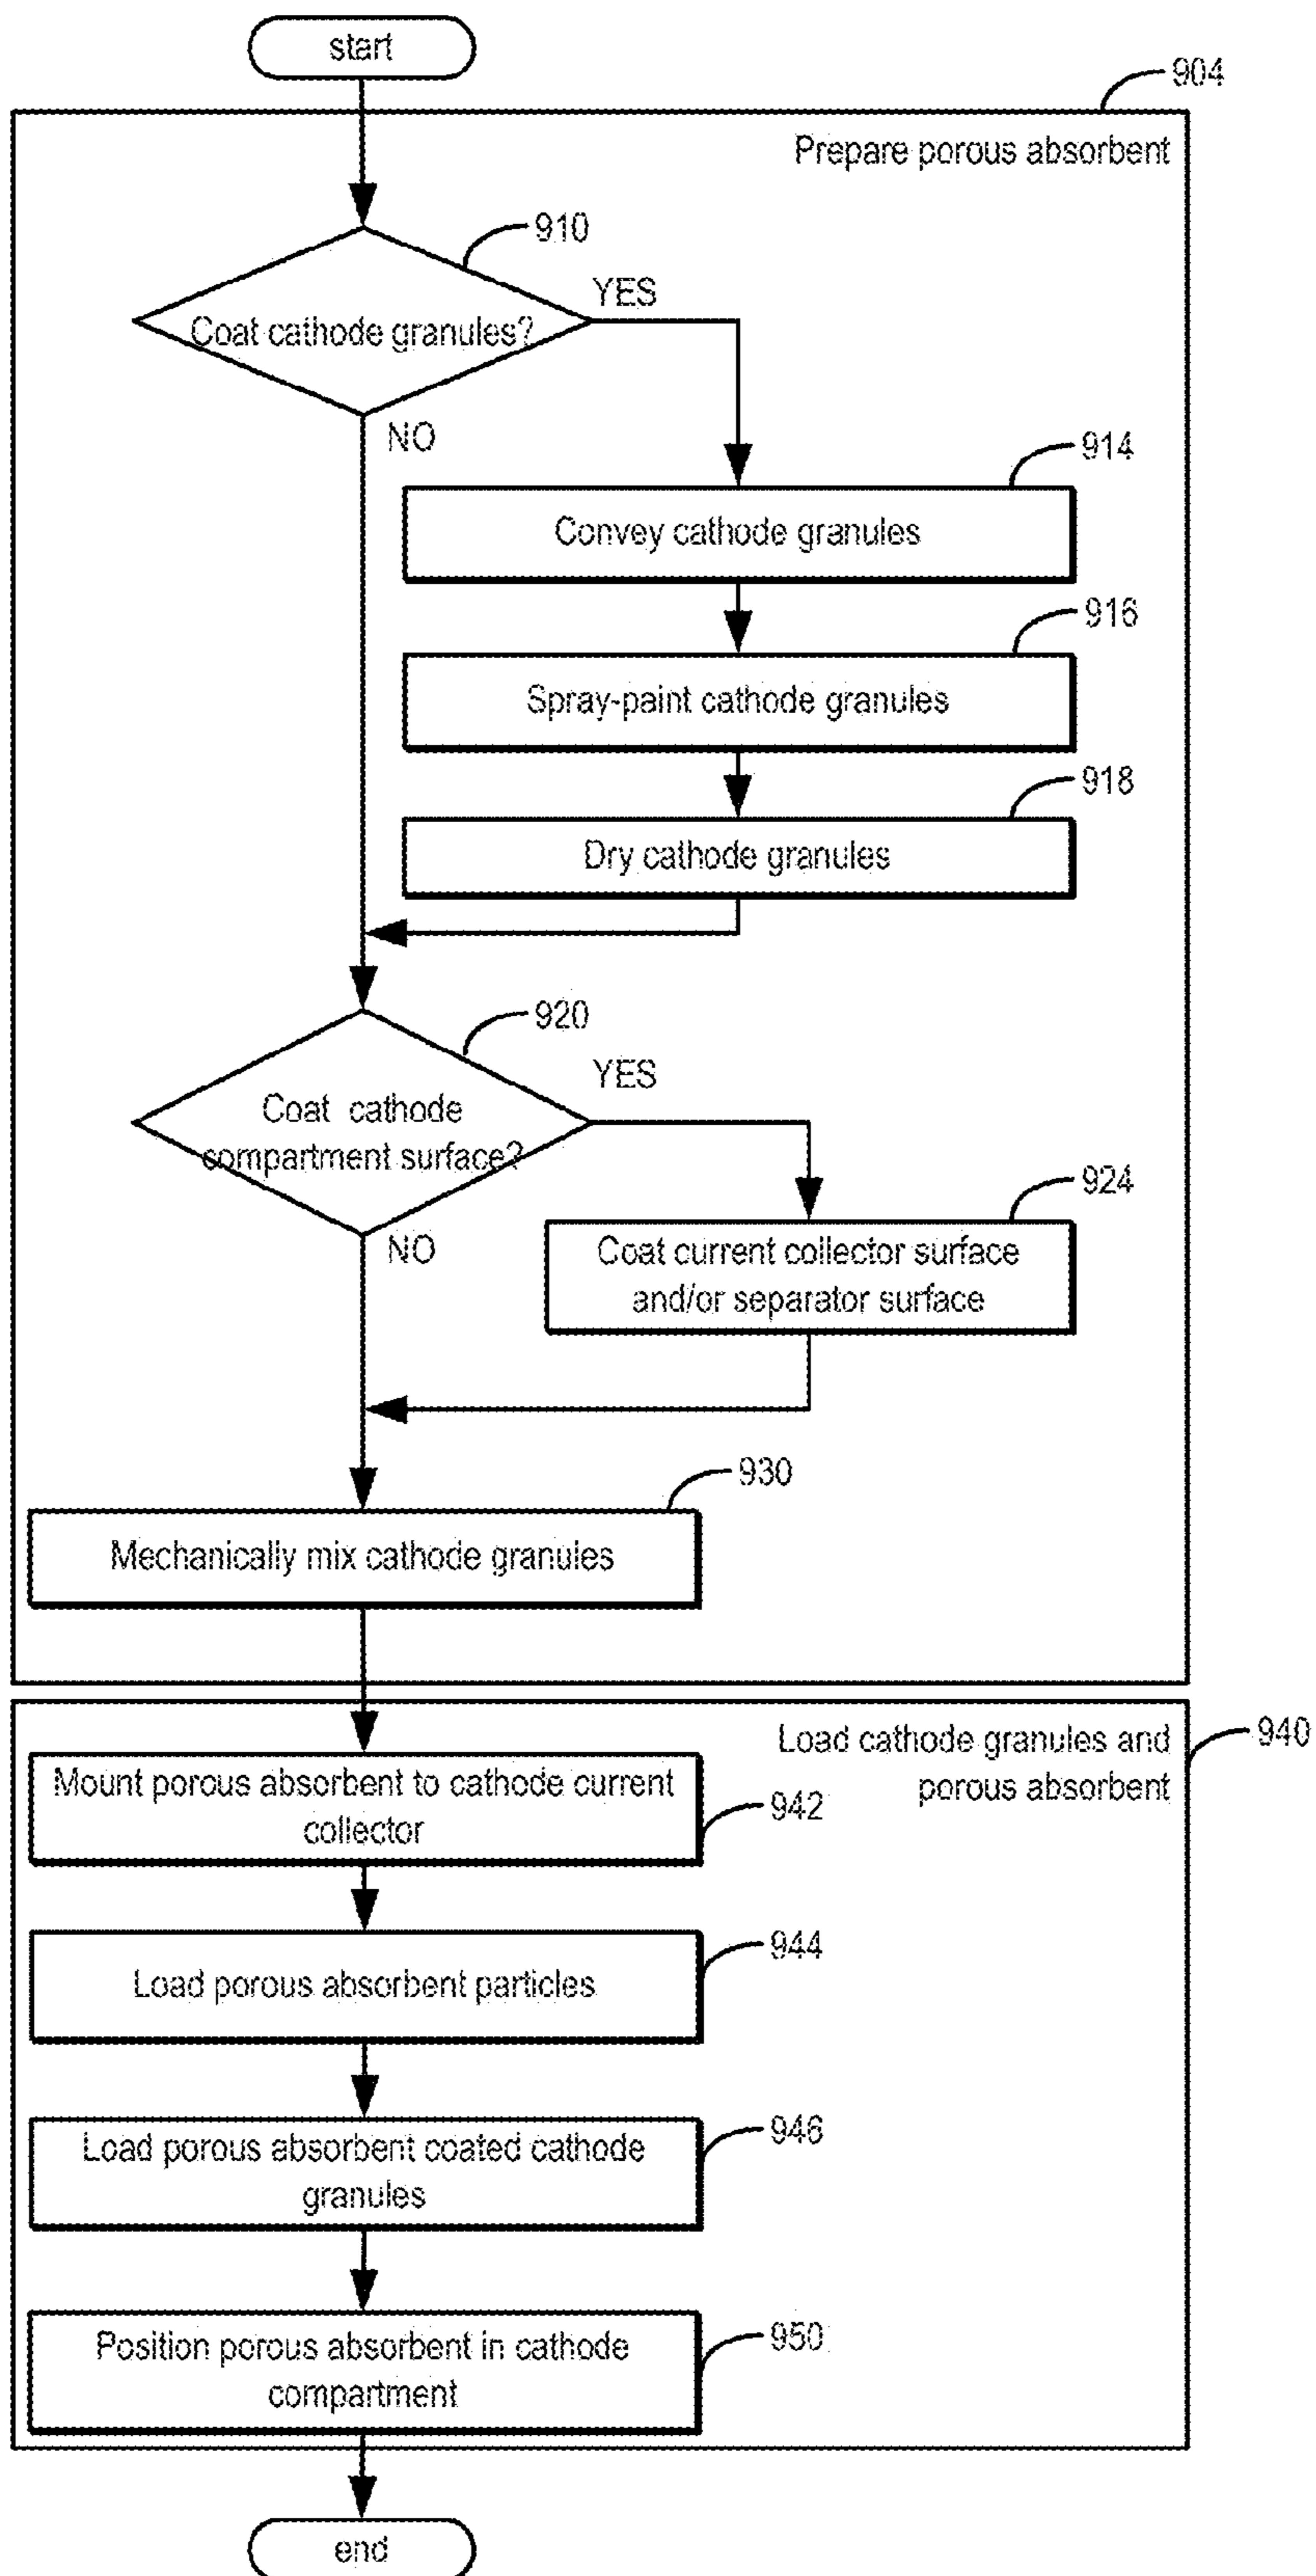 start
904
Prepare porous absorbent
910
YES
Coat cathode granules?
NO
914
Convey cathode granules
916
Spray-paint cathode granules
918
Dry cathode granules
920
YES
Coat cathode
compartment surface?
924
NO
Coat current collector surface
and/or separator surface
930
Mechanically mix cathode granules
940
Load cathode granules and
porous absorbent
Mount porous absorbent to cathode current
collector
942
944
Load porous absorbent particles
946
Load porous absorbent coated cathode
granules
950
Position porous absorbent in cathode
compartment
end